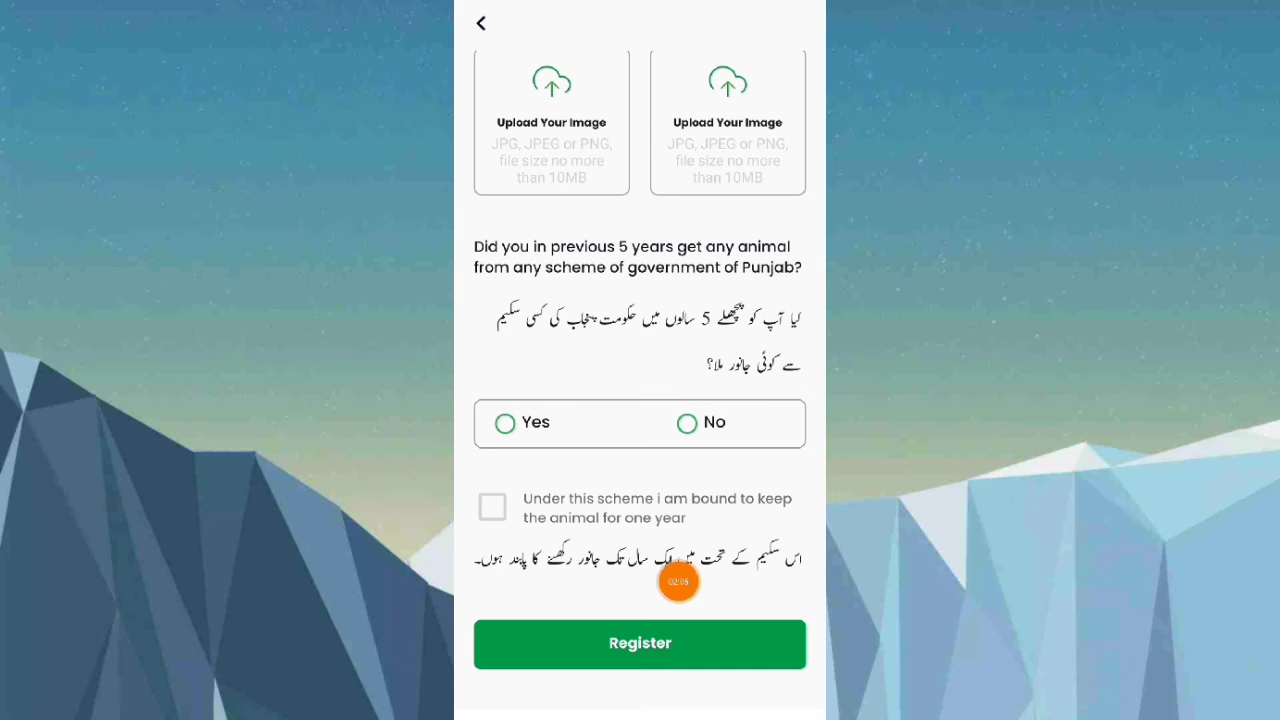 Upload Your Image
JPG, JPEG or PNG,
file size no more
than 10MB
Upload Your Image
JPG, JPEG or PNG,
file size no more
than 10MB
Did you in previous 5 years get any animal
from any scheme of government of Punjab?
کیا آپ کو پچھلے 5 سالوں میں حکومت پنجاب کی کسی سکیم
سے کوئی جانور ملا؟
Yes
No
Under this scheme i am bound to keep
the animal for one year
اس سکیم کے تحت میں ایک سال تک جانور رکھنے کا پابند ہوں۔
02:05
Register